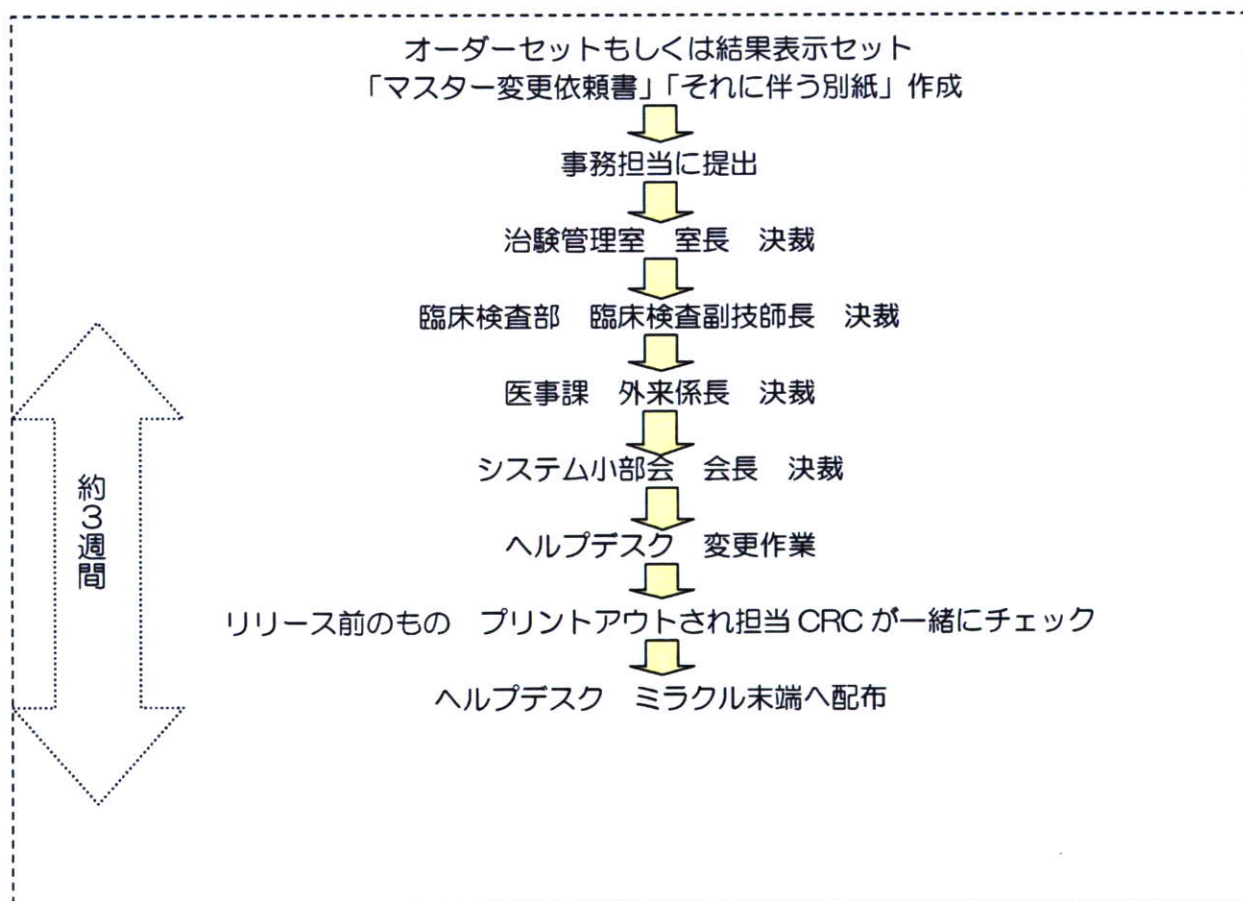 オーダーセットもしくは結果表示セット
「マスター変更依頼書」「それに伴う別紙」作成
事務担当に提出
治験管理室　室長　決裁
臨床検査部　臨床検査副技師長　決裁
医事課　外来係長　決裁
システム小部会　会長　決裁
ヘルプデスク　変更作業
リリース前のもの　プリントアウトされ担当CRCが一緒にチェック
ヘルプデスク　ミラクル末端へ配布
約3週間